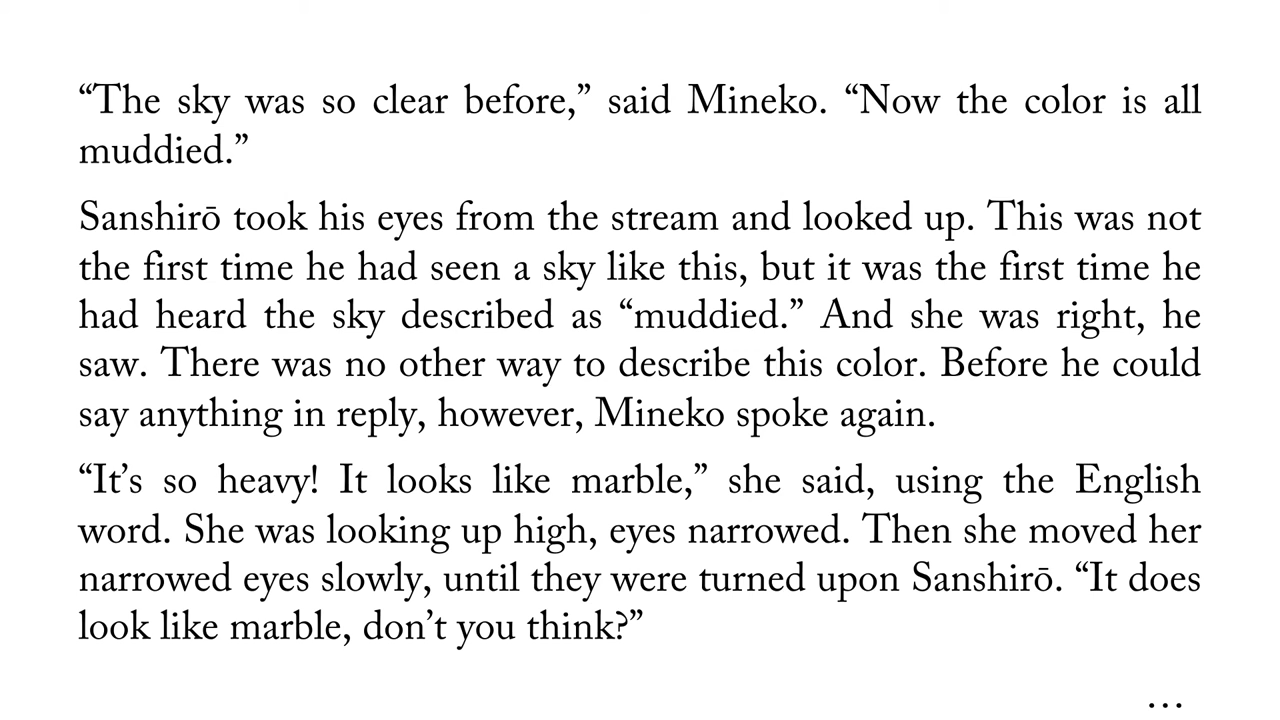 “The sky was so clear before,” said Mineko. “Now the color is all
muddied.”
Sanshirō took his eyes from the stream and looked up. This was not
the first time he had seen a sky like this, but it was the first time he
had heard the sky described as “muddied.” And she was right, he
saw. There was no other way to describe this color. Before he could
say anything in reply, however, Mineko spoke again.
“It’s so heavy! It looks like marble,” she said, using the English
word. She was looking up high, eyes narrowed. Then she moved her
narrowed eyes slowly, until they were turned upon Sanshirō. “It does
look like marble, don’t you think?”
…